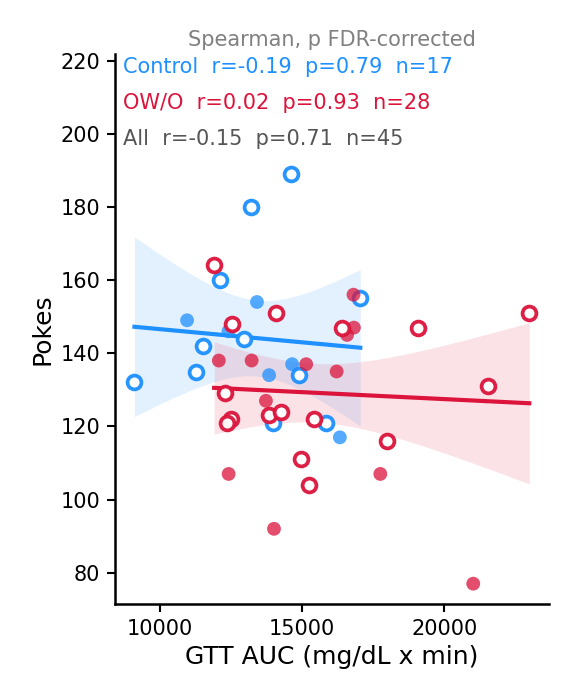 Spearman, p FDR-corrected
Control r=-0.19 p=0.79 n=17
OW/O r=0.02 p=0.93 n=28
All r=-0.15 p=0.71 n=45
220
200
180
160
140
120
100
80
Pokes
10000 15000 20000
GTT AUC (mg/dL x min)